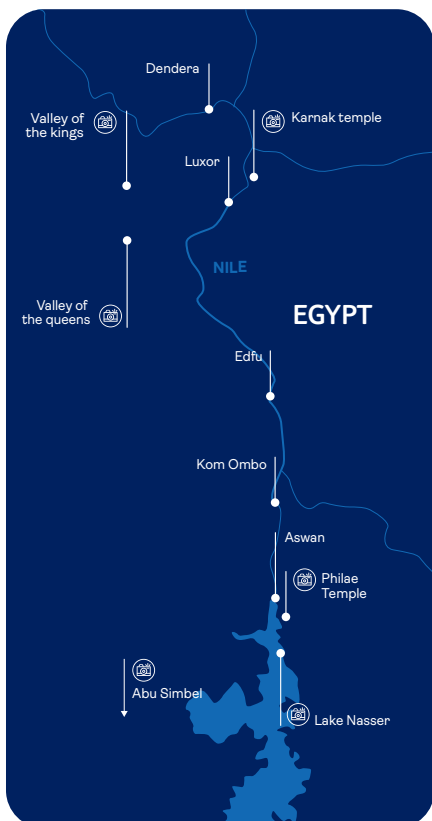 Dendera
Valley of
the kings
Karnak temple
Luxor
NILE
Valley of
the queens
EGYPT
Edfu
Kom Ombo
Aswan
Philae
Temple
Abu Simbel
Lake Nasser